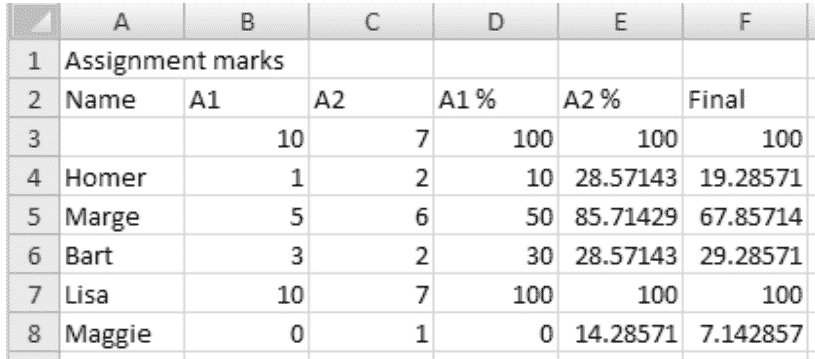 A B C D E F
1 Assignment marks
2 Name A1 A2 A1 % A2 % Final
3 10 7 100 100 100
4 Homer 1 2 10 28.57143 19.28571
5 Marge 5 6 50 85.71429 67.85714
6 Bart 3 2 30 28.57143 29.28571
7 Lisa 10 7 100 100 100
8 Maggie 0 1 0 14.28571 7.142857